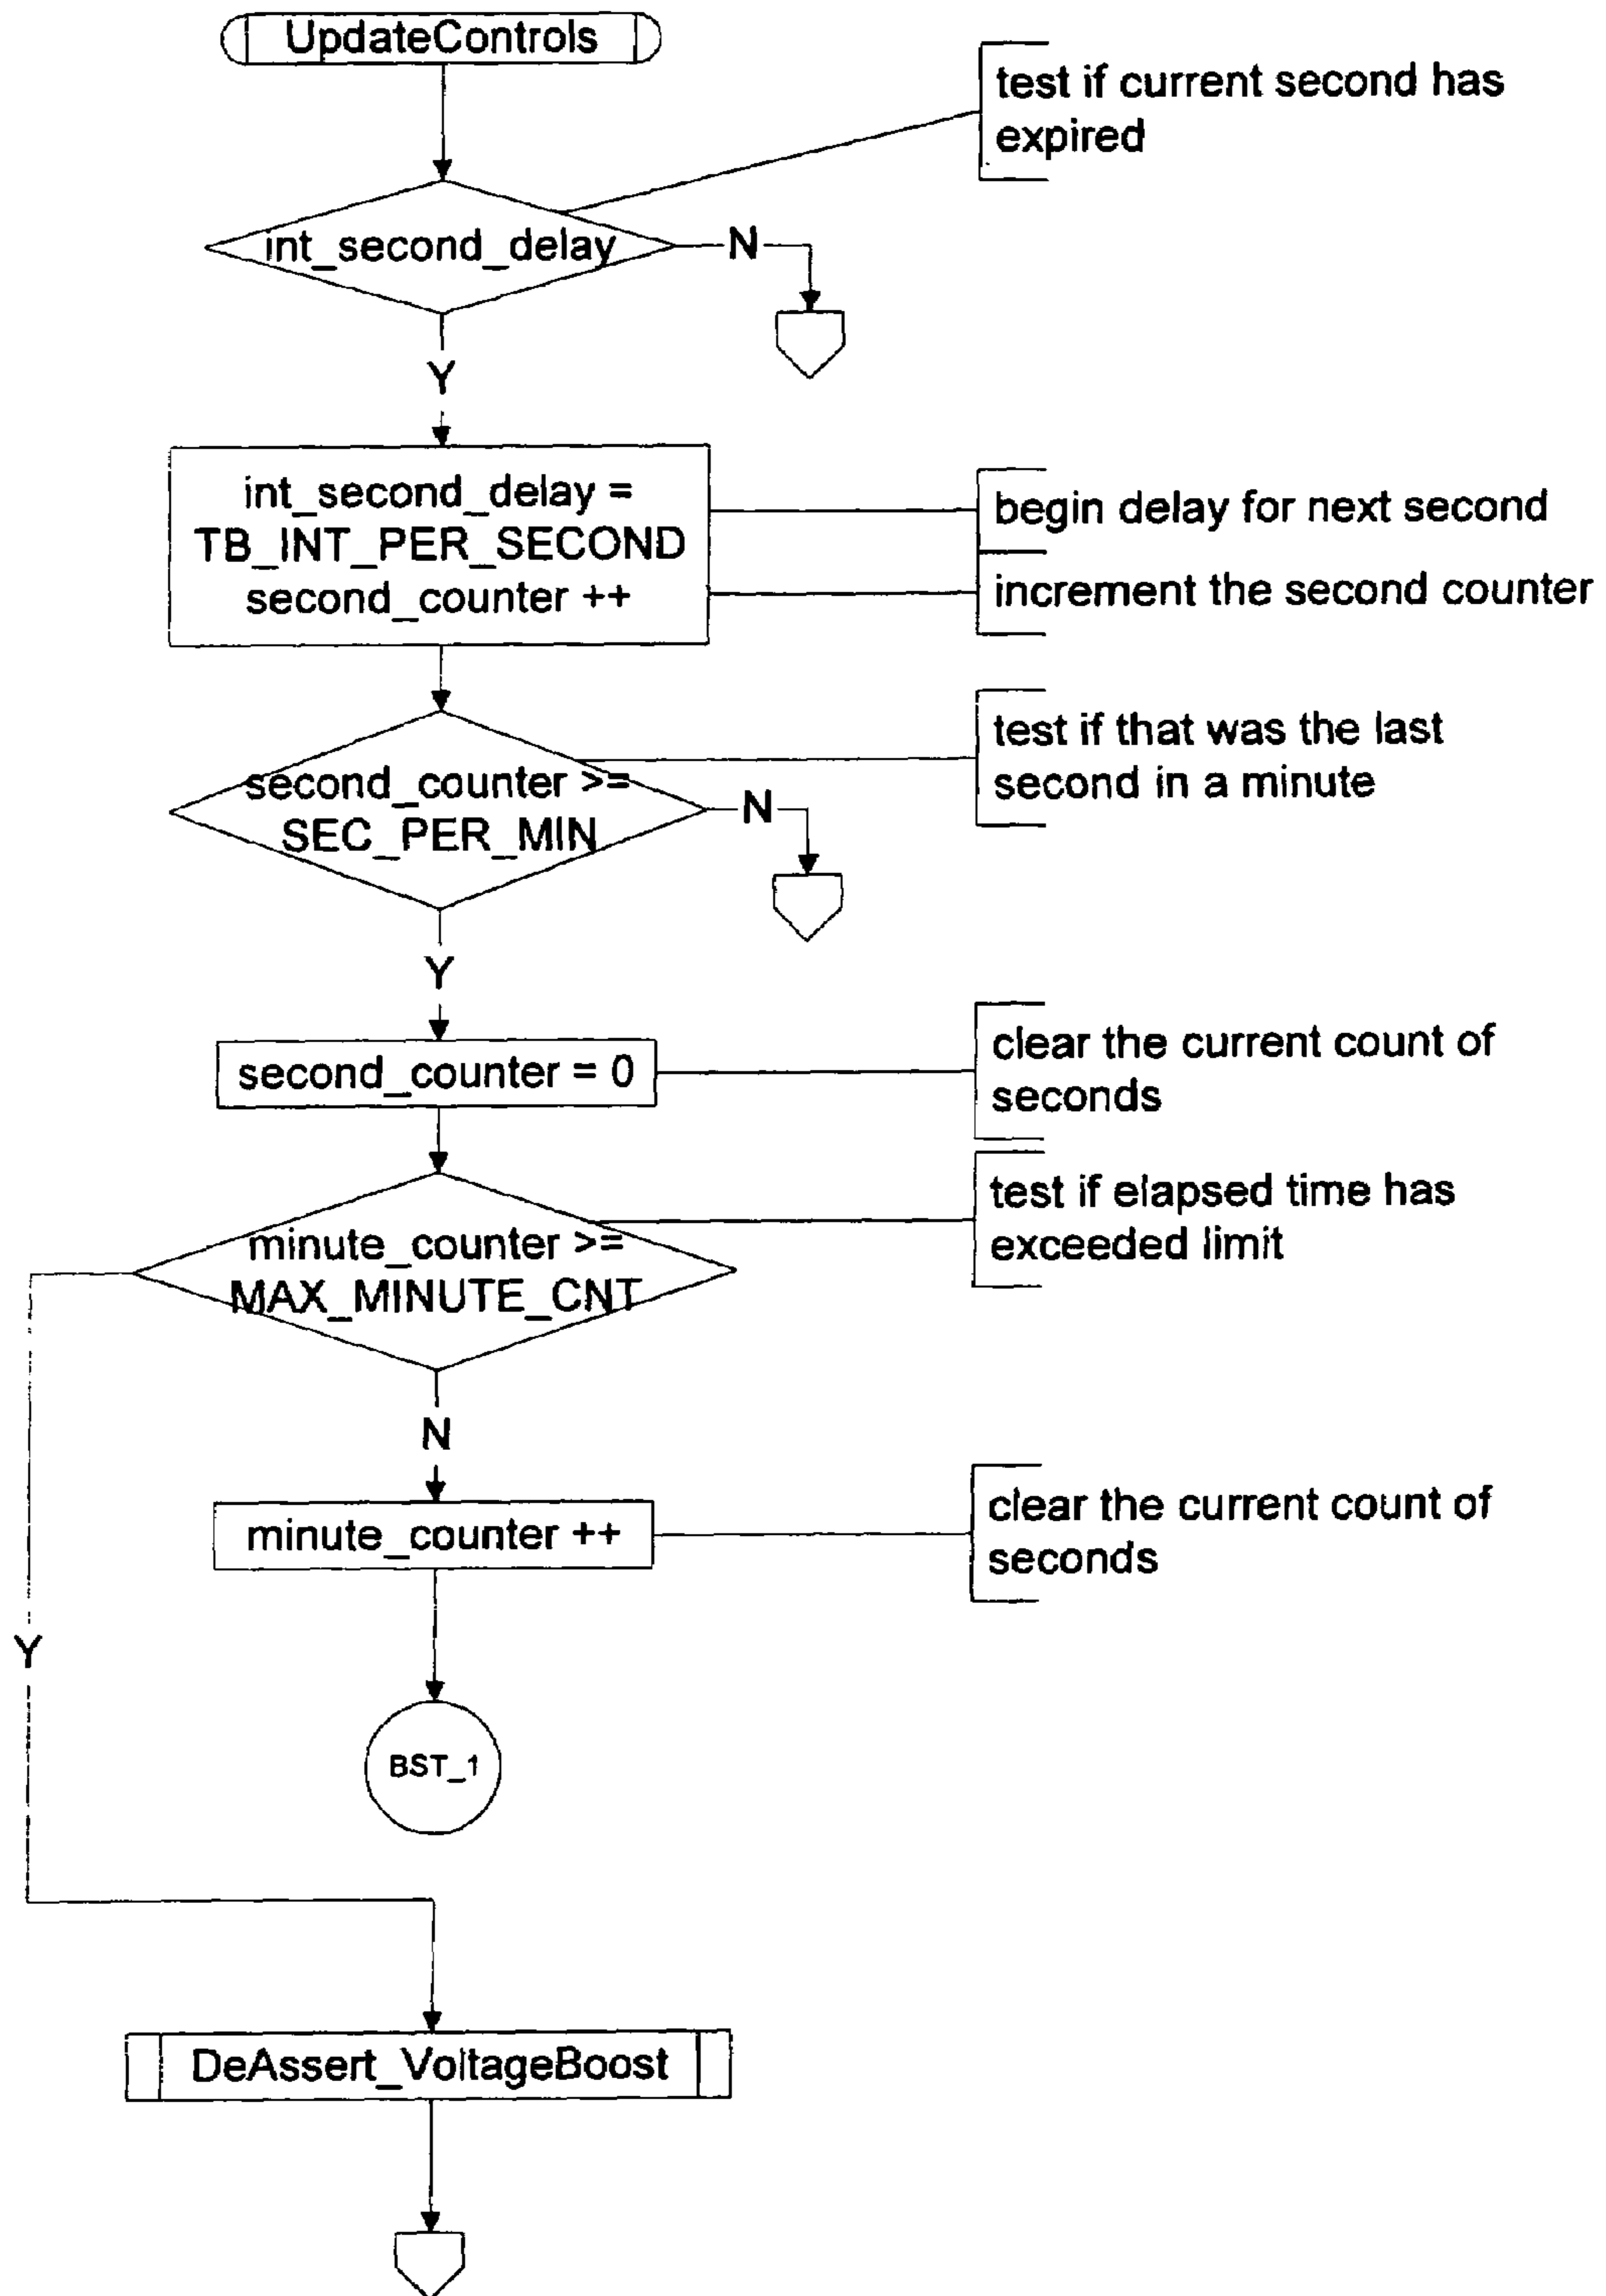 UpdateControls
test if current second has
expired
int_second_delay
N
Y
int_second_delay =
TB_INT_PER_SECOND
second_counter ++
begin delay for next second
increment the second counter
test if that was the last
second in a minute
second_counter >=
SEC_PER_MIN
N
Y
second_counter = 0
clear the current count of
seconds
test if elapsed time has
exceeded limit
minute_counter >=
MAX_MINUTE_CNT
N
minute_counter ++
clear the current count of
seconds
Y
BST_1
DeAssert_VoltageBoost